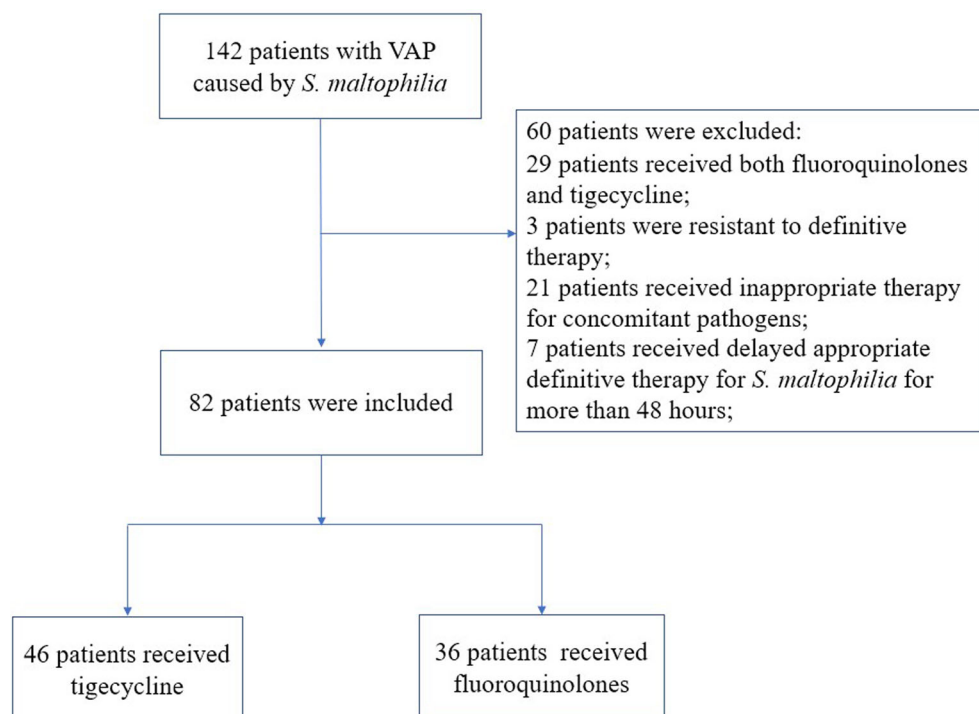 142 patients with VAP
caused by S. maltophilia
60 patients were excluded:
29 patients received both fluoroquinolones
and tigecycline;
3 patients were resistant to definitive
therapy;
21 patients received inappropriate therapy
for concomitant pathogens;
7 patients received delayed appropriate
definitive therapy for S. maltophilia for
more than 48 hours;
82 patients were included
46 patients received
tigecycline
36 patients received
fluoroquinolones